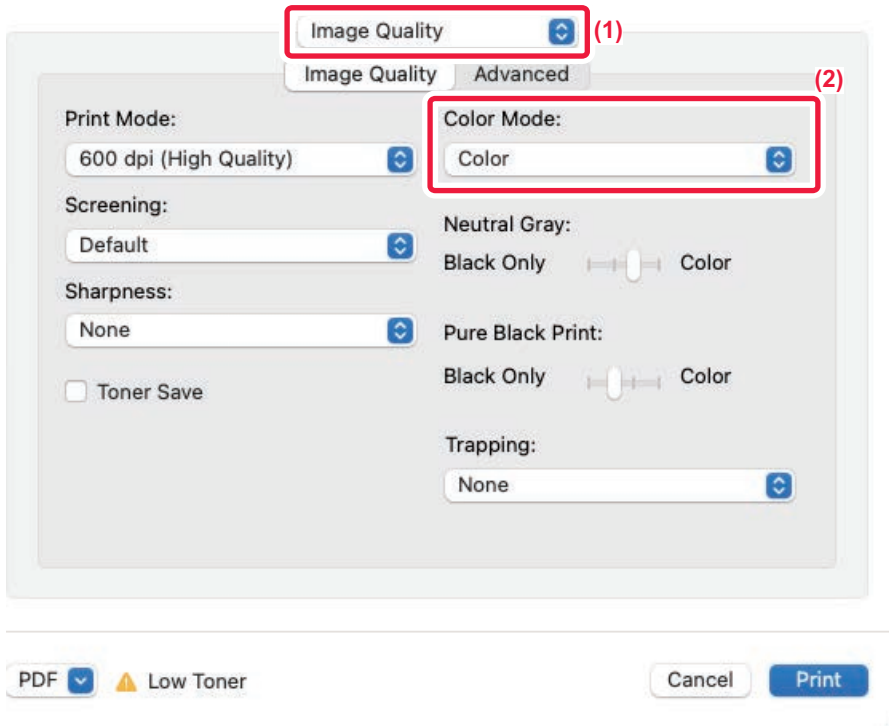 Image Quality (1)
Image Quality Advanced
(2)
Print Mode:
600 dpi (High Quality)
Screening:
Default
Sharpness:
None
Toner Save
Color Mode:
Color
Neutral Gray:
Black Only Color
Pure Black Print:
Black Only Color
Trapping:
None
PDF Low Toner Cancel Print